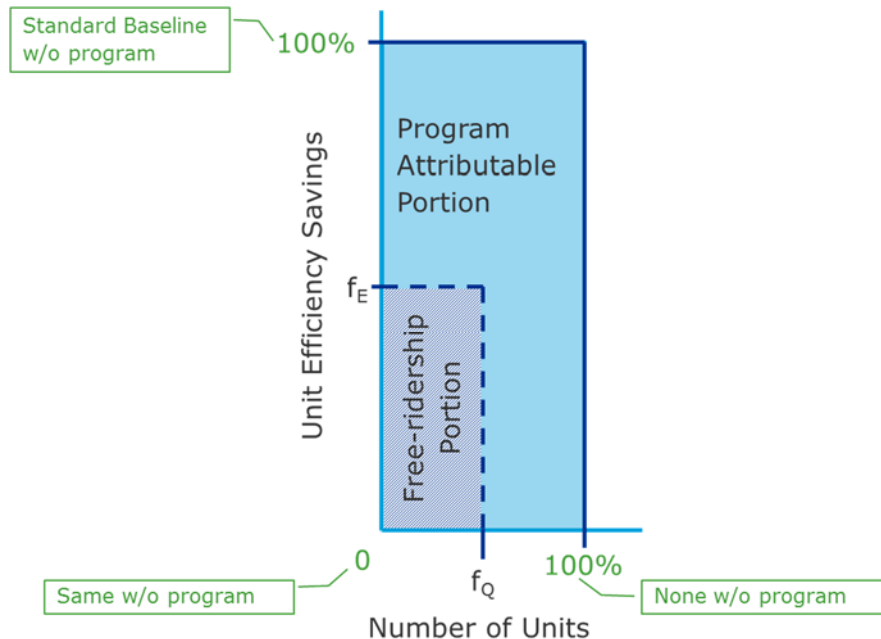 Standard Baseline
w/o program
100%
Program
Attributable
Portion
Unit Efficiency Savings
fE
Free-ridership
Portion
0
100%
Same w/o program
fQ
None w/o program
Number of Units